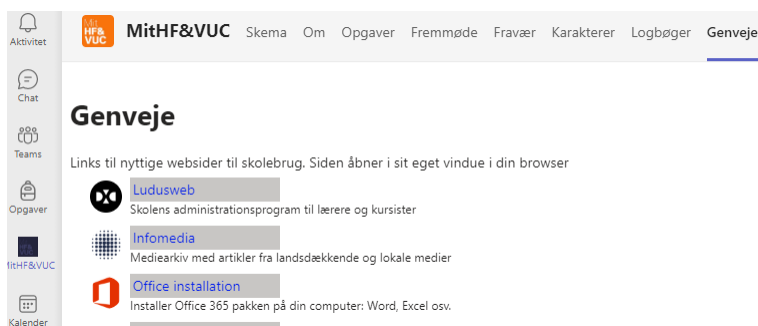 Aktivitet
Chat
Teams
Opgaver
MitHF&VUC
Kalender
Mit
HF&
VUC
MitHF&VUC Skema Om Opgaver Fremmøde Fravær Karakterer Logbøger Genveje
Genveje
Links til nyttige websider til skolebrug. Siden åbner i sit eget vindue i din browser
Ludusweb
Skolens administrationsprogram til lærere og kursister
Infomedia
Mediearkiv med artikler fra landsdækkende og lokale medier
Office installation
Installer Office 365 pakken på din computer: Word, Excel osv.